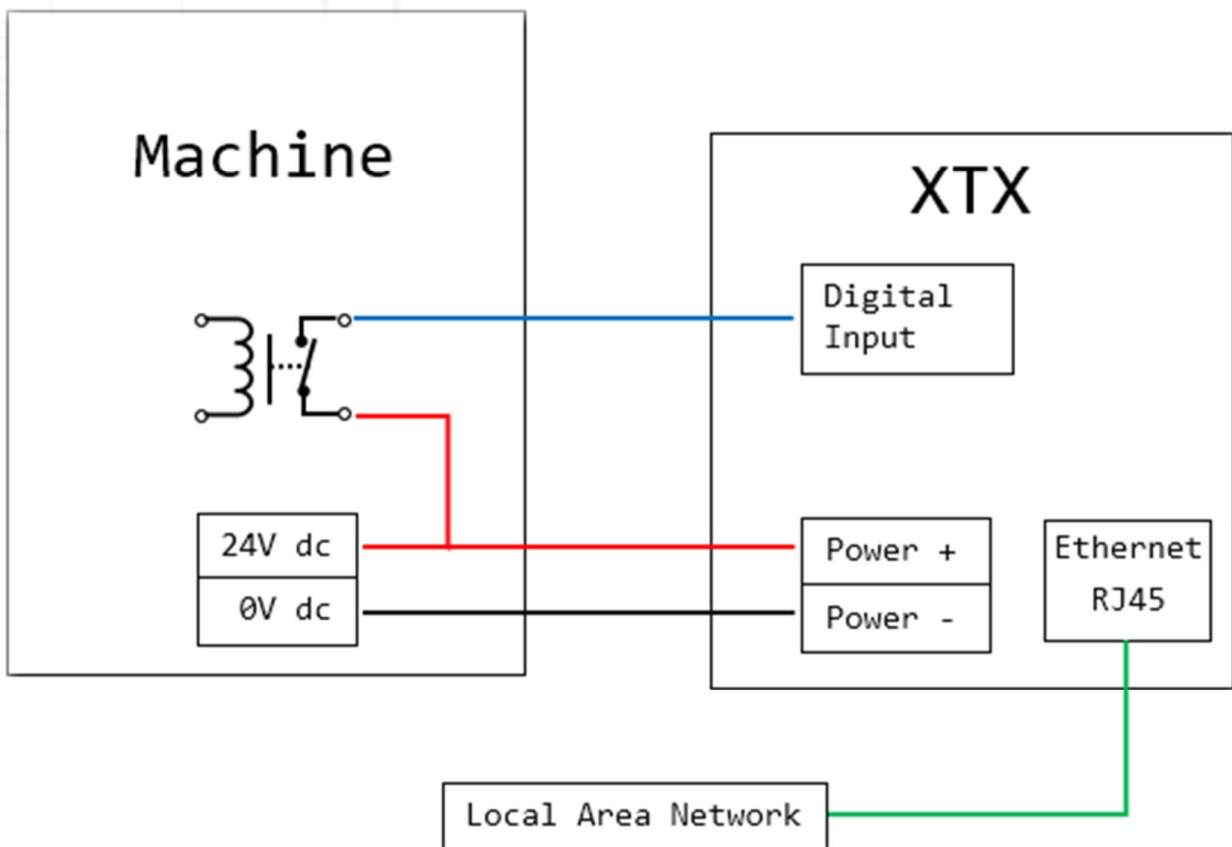 Machine
XTX
Digital
Input
24V dc
0V dc
Power +
Power -
Ethernet
RJ45
Local Area Network